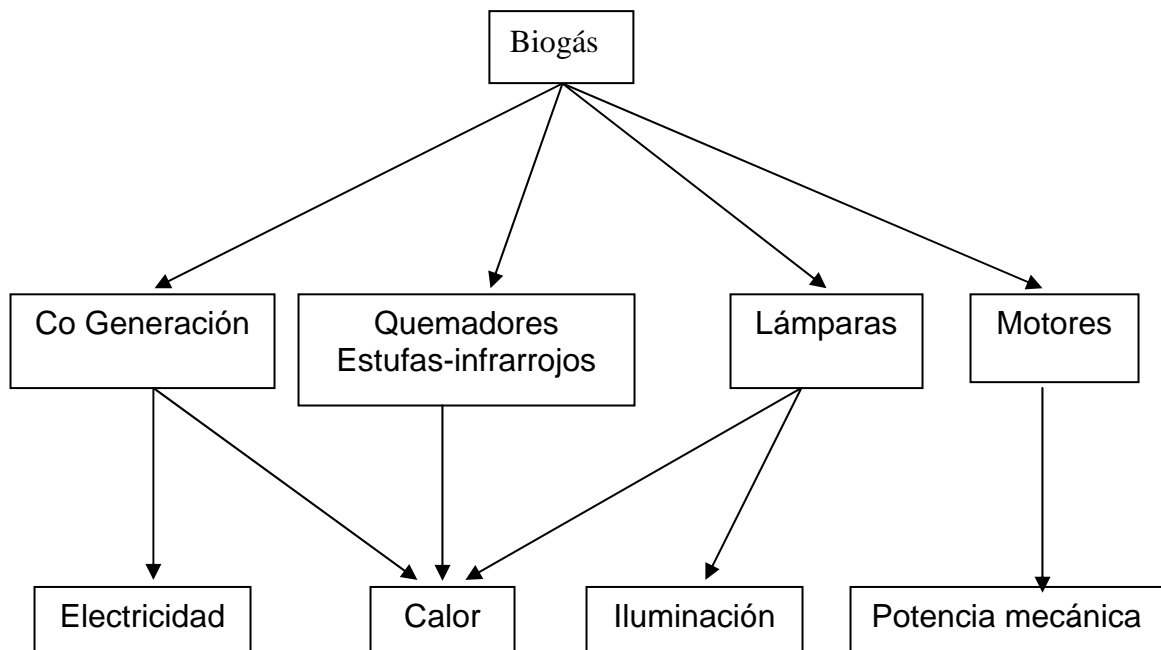 Biogás
Co Generación
Quemadores
Estufas-infrarrojos
Lámparas
Motores
Electricidad
Calor
Iluminación
Potencia mecánica